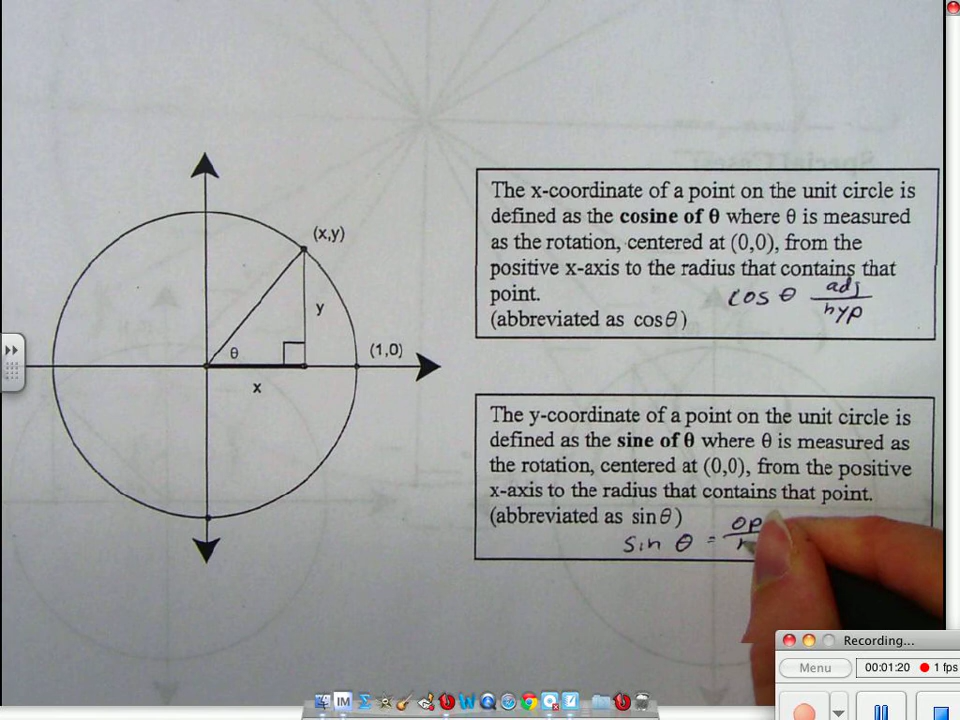 Special Cases
(x,y)
y
θ
(1,0)
x
The x-coordinate of a point on the unit circle is
defined as the cosine of θ where θ is measured
as the rotation, centered at (0,0), from the
positive x-axis to the radius that contains that
point.
(abbreviated as cosθ)
cos θ adj
hyp
The y-coordinate of a point on the unit circle is
defined as the sine of θ where θ is measured as
the rotation, centered at (0,0), from the positive
x-axis to the radius that contains that point.
(abbreviated as sinθ)
sin θ = op
Recording...
Menu
00:01:20
1 fps
IM